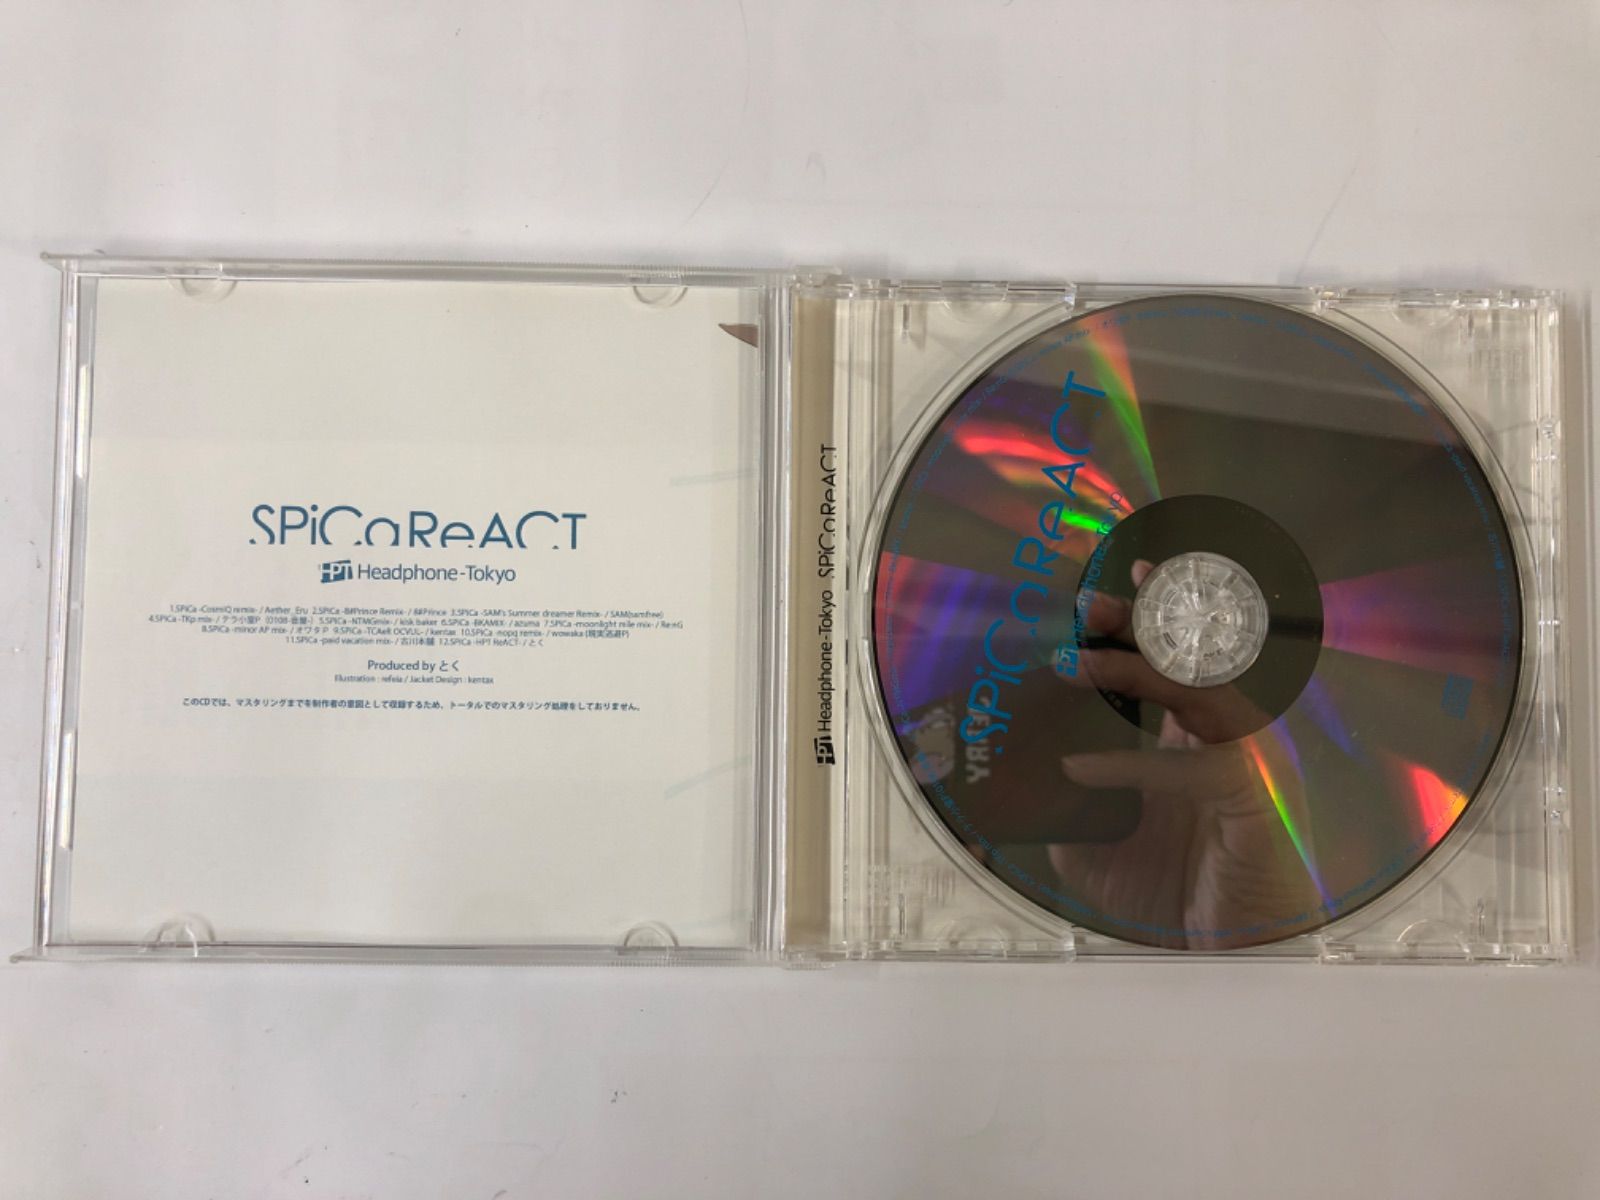 SPiCaReACT
HPT Headphone-Tokyo
1.SPiCa -CosmiQ remix- / Aether_Eru 2.SPiCa -B#Prince Remix- / B#Prince 3.SPiCa -SAM's Summer dreamer Remix- / SAM(samfree)
4.SPiCa -TKp mix- / テラ小室P (0108-音屋-) 5.SPiCa -NTMGmix- / kisk baker 6.SPiCa -8KAMIX- / azuma 7.SPiCa -moonlight mile mix- / Re:nG
8.SPiCa -minor AP mix- / オワタP 9.SPiCa -TCAeR OCVUL- / kentax 10.SPiCa -nopq remix- / wowaka (現実逃避P)
11.SPiCa -paid vacation mix- / 古川本舗 12.SPiCa -HPT ReACT- / とく
Produced by とく
Illustration : refeia / Jacket Design : kentax
このCDでは、マスタリングまでを制作者の意図として収録するため、トータルでのマスタリング処理をしておりません。
HPT Headphone-Tokyo SPiCaReACT
SPiCaReACT
HPT Headphone-Tokyo